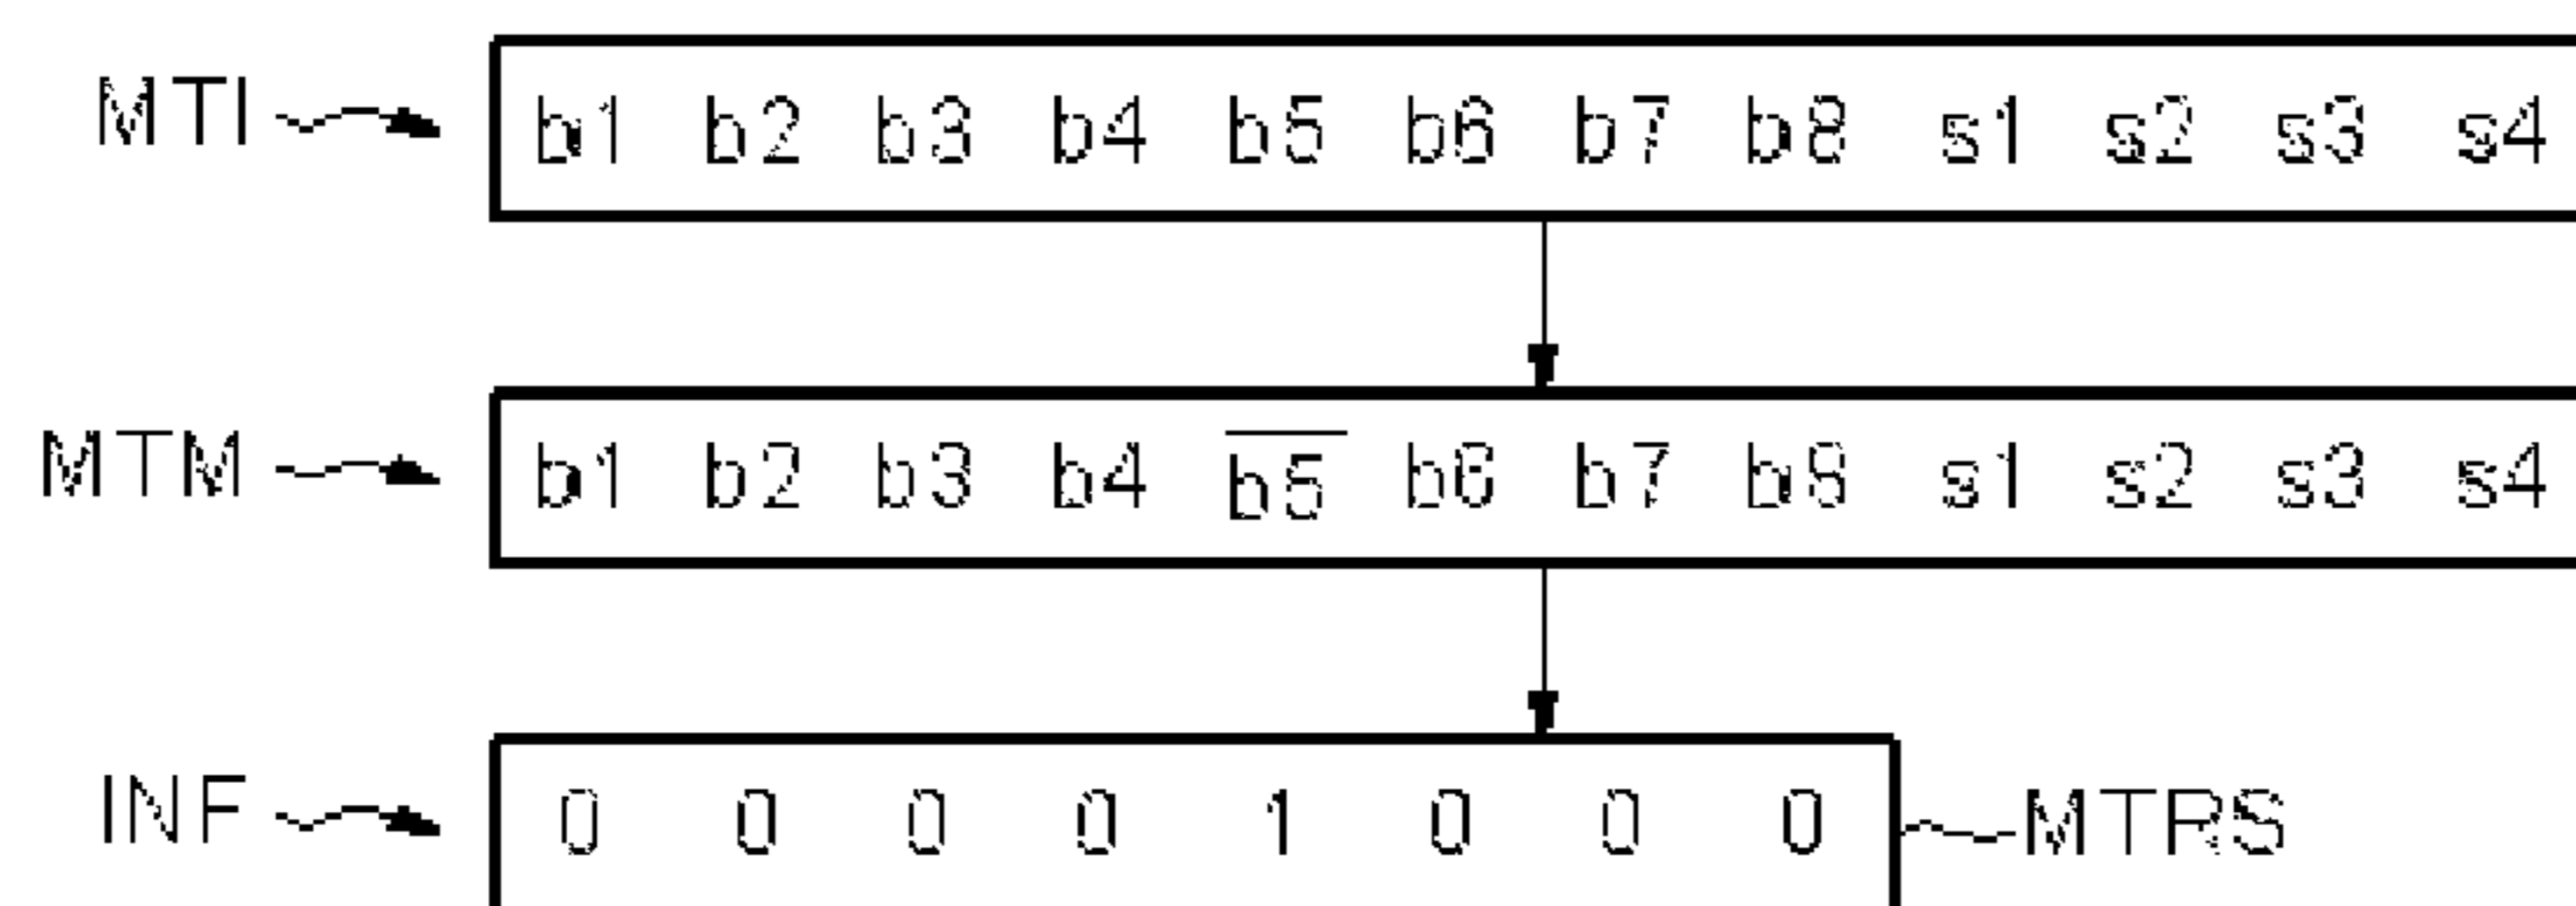 MTI b1 b2 b3 b4 b5 b6 b7 b8 s1 s2 s3 s4
MTM b1 b2 b3 b4 b̅5̅ b6 b7 b8 s1 s2 s3 s4
INF 0 0 0 0 1 0 0 0 MTRS